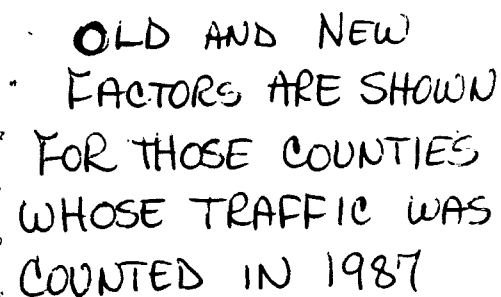 OLD AND NEW
FACTORS ARE SHOWN
FOR THOSE COUNTIES
WHOSE TRAFFIC WAS
COUNTED IN 1987